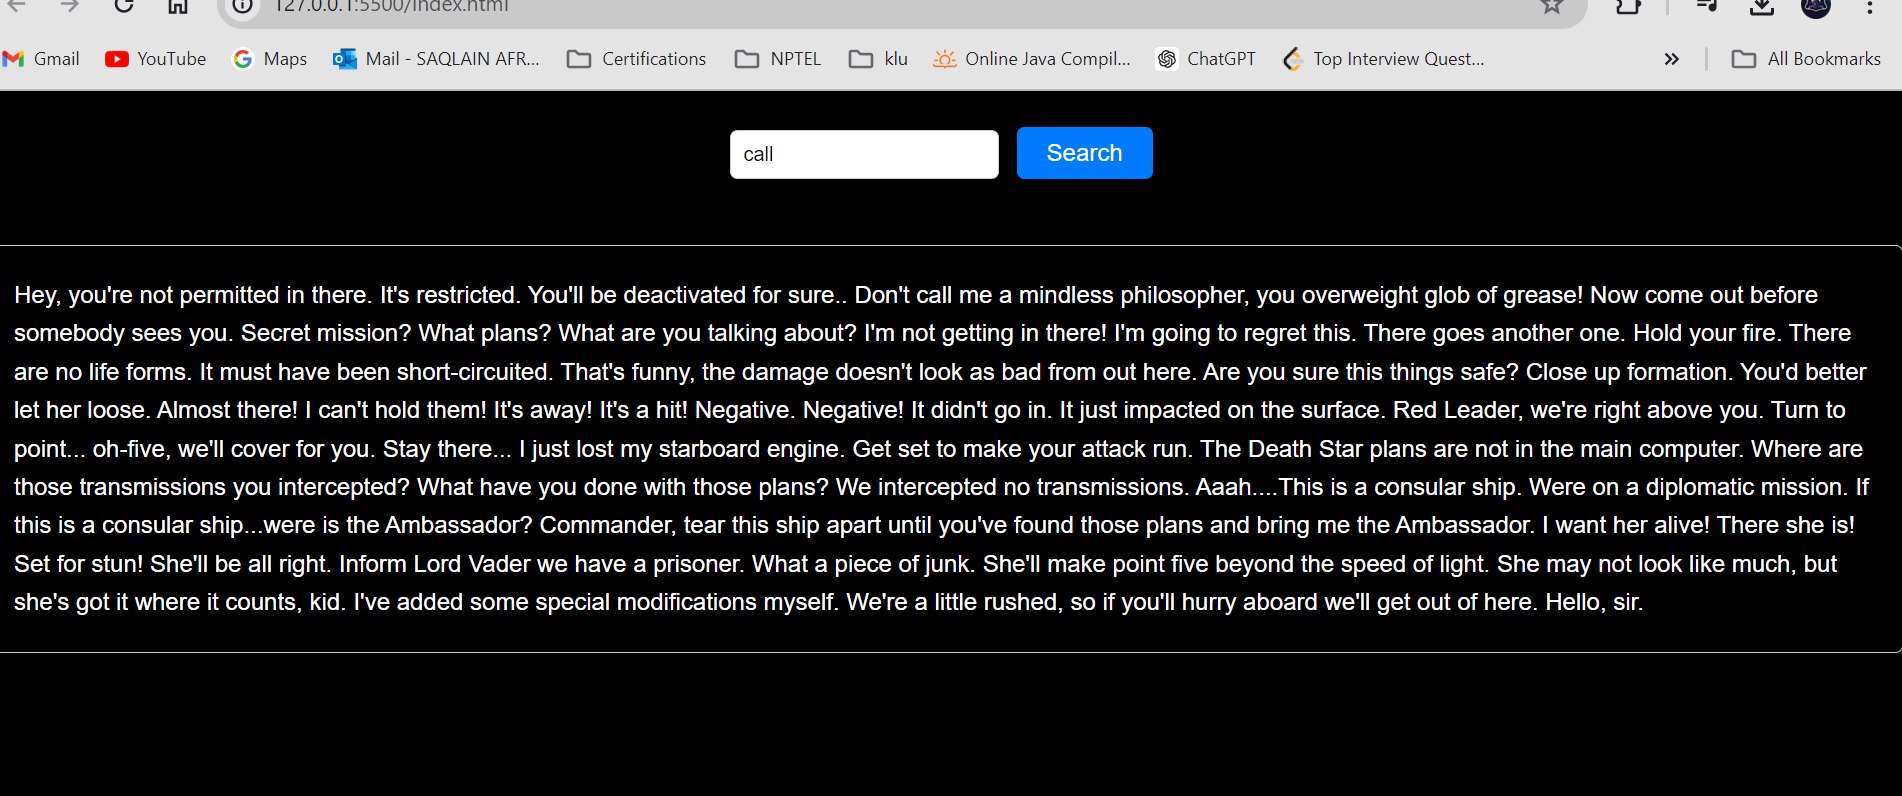 127.0.0.1:5500/index.html
Gmail YouTube Maps Mail - SAQLAIN AFR... Certifications NPTEL klu Online Java Compil... ChatGPT Top Interview Quest... » All Bookmarks
call Search
Hey, you're not permitted in there. It's restricted. You'll be deactivated for sure.. Don't call me a mindless philosopher, you overweight glob of grease! Now come out before
somebody sees you. Secret mission? What plans? What are you talking about? I'm not getting in there! I'm going to regret this. There goes another one. Hold your fire. There
are no life forms. It must have been short-circuited. That's funny, the damage doesn't look as bad from out here. Are you sure this things safe? Close up formation. You'd better
let her loose. Almost there! I can't hold them! It's away! It's a hit! Negative. Negative! It didn't go in. It just impacted on the surface. Red Leader, we're right above you. Turn to
point... oh-five, we'll cover for you. Stay there... I just lost my starboard engine. Get set to make your attack run. The Death Star plans are not in the main computer. Where are
those transmissions you intercepted? What have you done with those plans? We intercepted no transmissions. Aaah....This is a consular ship. Were on a diplomatic mission. If
this is a consular ship...were is the Ambassador? Commander, tear this ship apart until you've found those plans and bring me the Ambassador. I want her alive! There she is!
Set for stun! She'll be all right. Inform Lord Vader we have a prisoner. What a piece of junk. She'll make point five beyond the speed of light. She may not look like much, but
she's got it where it counts, kid. I've added some special modifications myself. We're a little rushed, so if you'll hurry aboard we'll get out of here. Hello, sir.